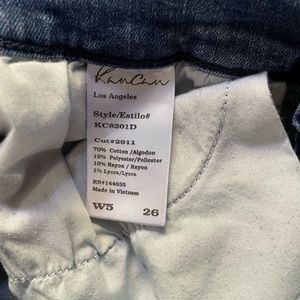 KanCan
Los Angeles
Style/Estilo#
KC8201D
Cut#2911
70% Cotton/Algodon
19% Polyester/Poliester
10% Rayon / Rayon
1% Lycra/Lycra
RN#144635
Made in Vietnam
W5 26